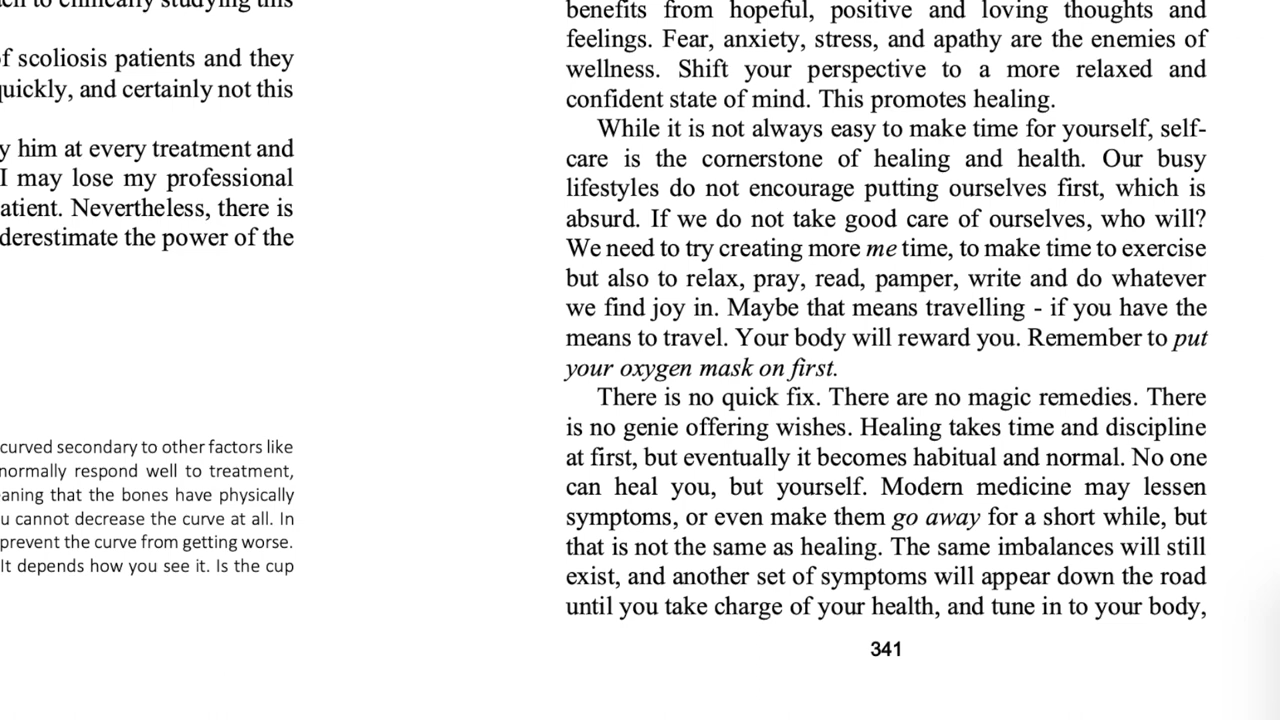 f scoliosis patients and they
quickly, and certainly not this
y him at every treatment and
I may lose my professional
atient. Nevertheless, there is
derestimate the power of the
curved secondary to other factors like
normally respond well to treatment,
aning that the bones have physically
u cannot decrease the curve at all. In
prevent the curve from getting worse.
It depends how you see it. Is the cup
benefits from hopeful, positive and loving thoughts and
feelings. Fear, anxiety, stress, and apathy are the enemies of
wellness. Shift your perspective to a more relaxed and
confident state of mind. This promotes healing.
While it is not always easy to make time for yourself, self-
care is the cornerstone of healing and health. Our busy
lifestyles do not encourage putting ourselves first, which is
absurd. If we do not take good care of ourselves, who will?
We need to try creating more me time, to make time to exercise
but also to relax, pray, read, pamper, write and do whatever
we find joy in. Maybe that means travelling - if you have the
means to travel. Your body will reward you. Remember to put
your oxygen mask on first.
There is no quick fix. There are no magic remedies. There
is no genie offering wishes. Healing takes time and discipline
at first, but eventually it becomes habitual and normal. No one
can heal you, but yourself. Modern medicine may lessen
symptoms, or even make them go away for a short while, but
that is not the same as healing. The same imbalances will still
exist, and another set of symptoms will appear down the road
until you take charge of your health, and tune in to your body,
341